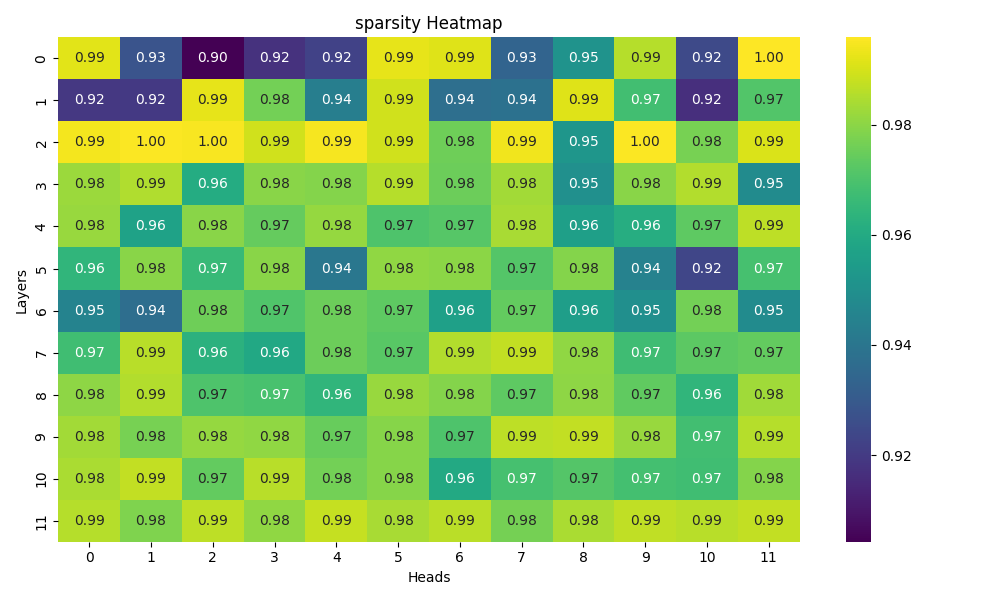 sparsity Heatmap
0 0.99 0.93 0.90 0.92 0.92 0.99 0.99 0.93 0.95 0.99 0.92 1.00
1 0.92 0.92 0.99 0.98 0.94 0.99 0.94 0.94 0.99 0.97 0.92 0.97
2 0.99 1.00 1.00 0.99 0.99 0.99 0.98 0.99 0.95 1.00 0.98 0.99
3 0.98 0.99 0.96 0.98 0.98 0.99 0.98 0.98 0.95 0.98 0.99 0.95
4 0.98 0.96 0.98 0.97 0.98 0.97 0.97 0.98 0.96 0.96 0.97 0.99
5 0.96 0.98 0.97 0.98 0.94 0.98 0.98 0.97 0.98 0.94 0.92 0.97
6 0.95 0.94 0.98 0.97 0.98 0.97 0.96 0.97 0.96 0.95 0.98 0.95
7 0.97 0.99 0.96 0.96 0.98 0.97 0.99 0.99 0.98 0.97 0.97 0.97
8 0.98 0.99 0.97 0.97 0.96 0.98 0.98 0.97 0.98 0.97 0.96 0.98
9 0.98 0.98 0.98 0.98 0.97 0.98 0.97 0.99 0.99 0.98 0.97 0.99
10 0.98 0.99 0.97 0.99 0.98 0.98 0.96 0.97 0.97 0.97 0.97 0.98
11 0.99 0.98 0.99 0.98 0.99 0.98 0.99 0.98 0.98 0.99 0.99 0.99
0 1 2 3 4 5 6 7 8 9 10 11
Heads
Layers
0.98
0.96
0.94
0.92